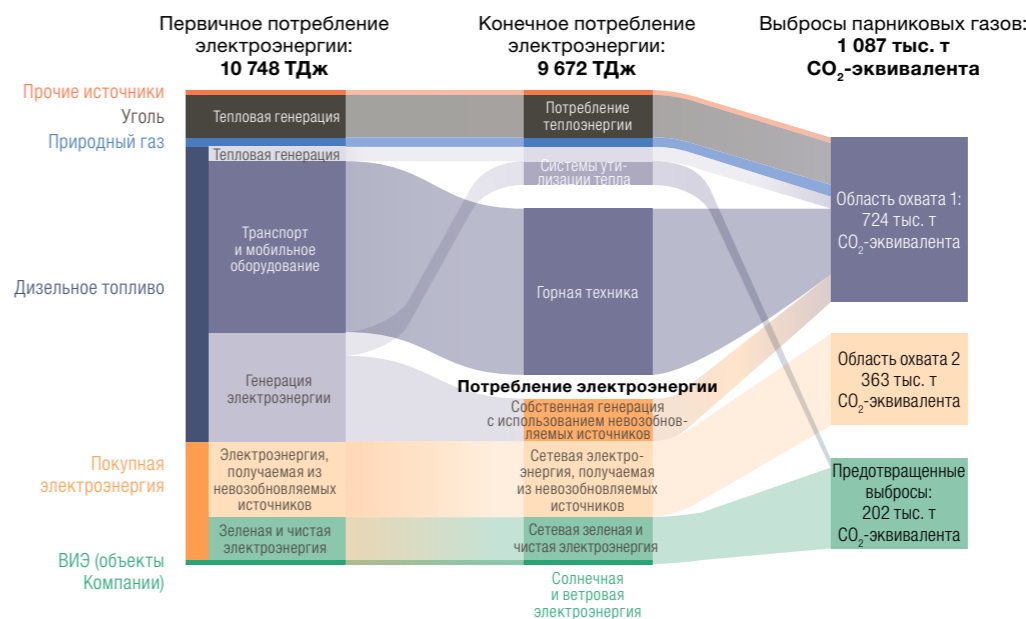 Первичное потребление
электроэнергии:
10 748 ТДж
Конечное потребление
электроэнергии:
9 672 ТДж
Выбросы парниковых газов:
1 087 тыс. т
CO₂-эквивалента
Прочие источники
Уголь
Природный газ
Дизельное топливо
Покупная
электроэнергия
ВИЭ (объекты
Компании)
Тепловая генерация
Тепловая генерация
Транспорт
и мобильное
оборудование
Генерация
электроэнергии
Электроэнергия,
получаемая из
невозобновляемых
источников
Зеленая и чистая
электроэнергия
Потребление
теплоэнергии
Системы ути-
лизации тепла
Горная техника
Потребление электроэнергии
Собственная генерация
с использованием невозобнов-
ляемых источников
Сетевая электро-
энергия, получаемая
из невозобновляемых
источников
Сетевая зеленая и
чистая электроэнергия
Солнечная
и ветровая
электроэнергия
Область охвата 1:
724 тыс. т
CO₂-эквивалента
Область охвата 2
363 тыс. т
CO₂-эквивалента
Предотвращенные
выбросы:
202 тыс. т
CO₂-эквивалента